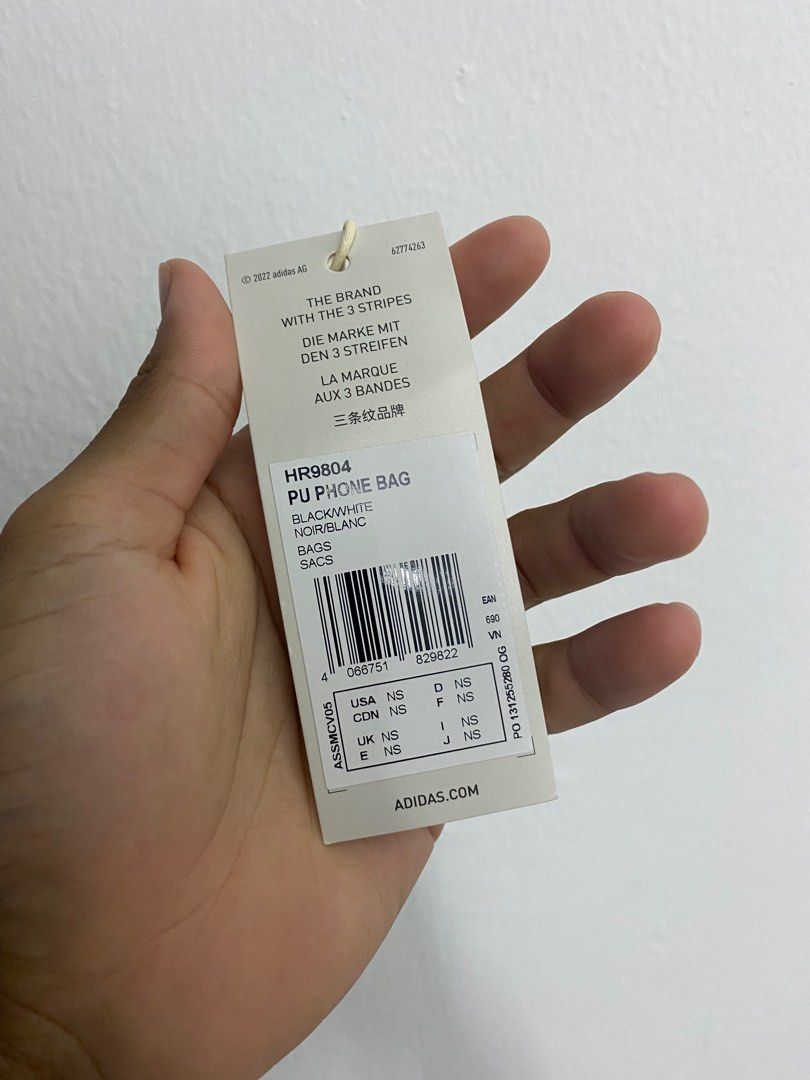 © 2022 adidas AG
62774263
THE BRAND
WITH THE 3 STRIPES
DIE MARKE MIT
DEN 3 STREIFEN
LA MARQUE
AUX 3 BANDES
三条纹品牌
HR9804
PU PHONE BAG
BLACK/WHITE
NOIR/BLANC
BAGS
SACS
4 066751 829822
EAN
690
VN
ASSMCV05
USA NS D NS
CDN NS F NS
UK NS I NS
E NS J NS
PO 131255280 OG
ADIDAS.COM